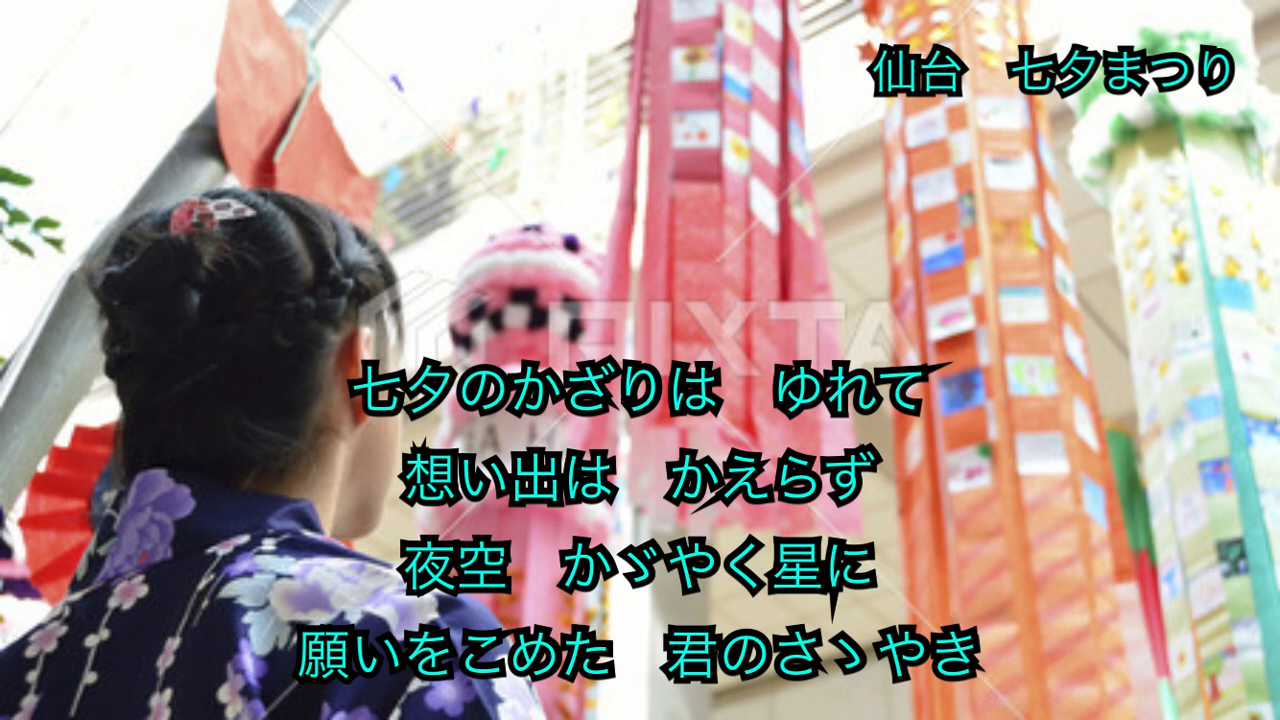 仙台　七夕まつり
七夕のかざりは　ゆれて
想い出は　かえらず
夜空　かゞやく星に
願いをこめた　君のさゝやき
PIXTA